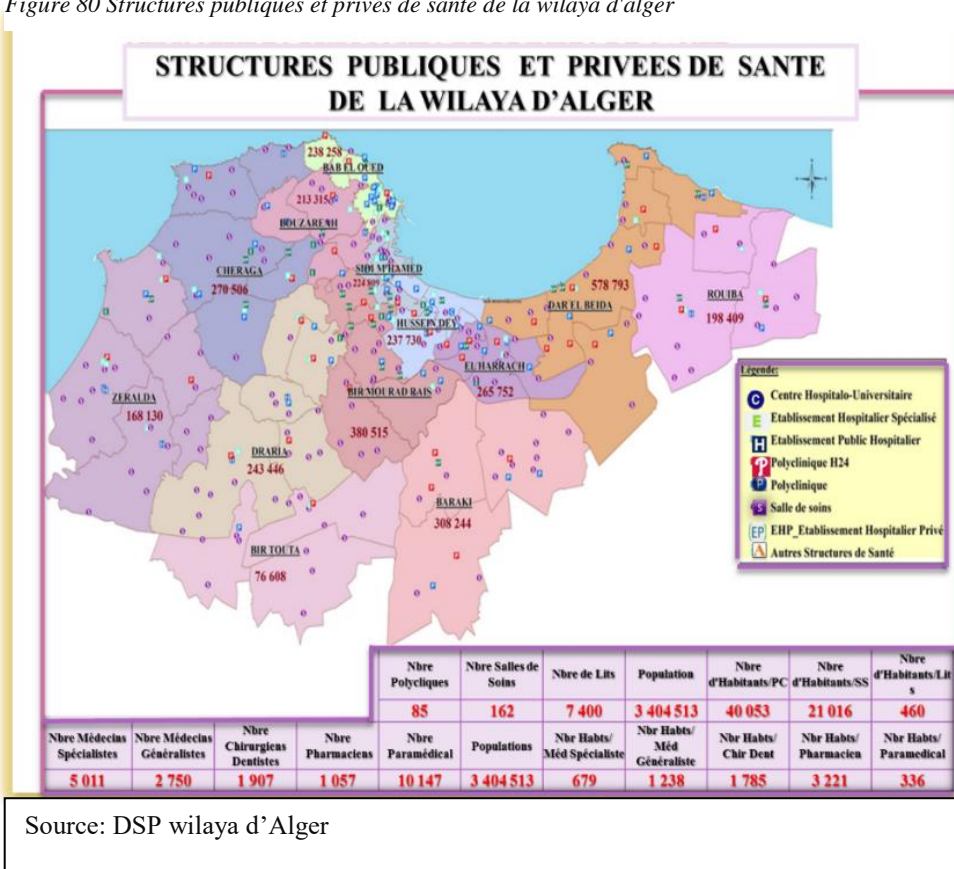 Figure 80 Structures publiques et privés de santé de la wilaya d'alger
STRUCTURES PUBLIQUES ET PRIVEES DE SANTE
DE LA WILAYA D'ALGER
238 258
BAB EL OUED
213 315
BOUZAREAH
CHERAGA
270 506
SIDI M'HAMED
224 809
HUSSEIN DEY
237 730
578 793
DAR EL BEIDA
ROUIBA
198 409
EL HARRACH
265 752
BIR MOURAD RAIS
380 515
ZERALDA
168 130
DRARIA
243 446
BARAKI
308 244
BIR TOUTA
76 608
Légende:
C Centre Hospitalo-Universitaire
E Etablissement Hospitalier Spécialisé
H Etablissement Public Hospitalier
P Polyclinique H24
P Polyclinique
S Salle de soins
EP EHP_Etablissement Hospitalier Privé
A Autres Structures de Santé
Nbre Polycliques Nbre Salles de Soins Nbre de Lits Population Nbre d'Habitants/PC Nbre d'Habitants/SS Nbre d'Habitants/Lits
85 162 7 400 3 404 513 40 053 21 016 460
Nbre Médecins Spécialistes Nbre Médecins Généralistes Nbre Chirurgiens Dentistes Nbre Pharmaciens Nbre Paramédical Populations Nbr Habts/ Méd Spécialiste Nbr Habts/ Méd Généraliste Nbr Habts/ Chir Dent Nbr Habts/ Pharmacien Nbr Habts/ Paramedical
5 011 2 750 1 907 1 057 10 147 3 404 513 679 1 238 1 785 3 221 336
Source: DSP wilaya d'Alger